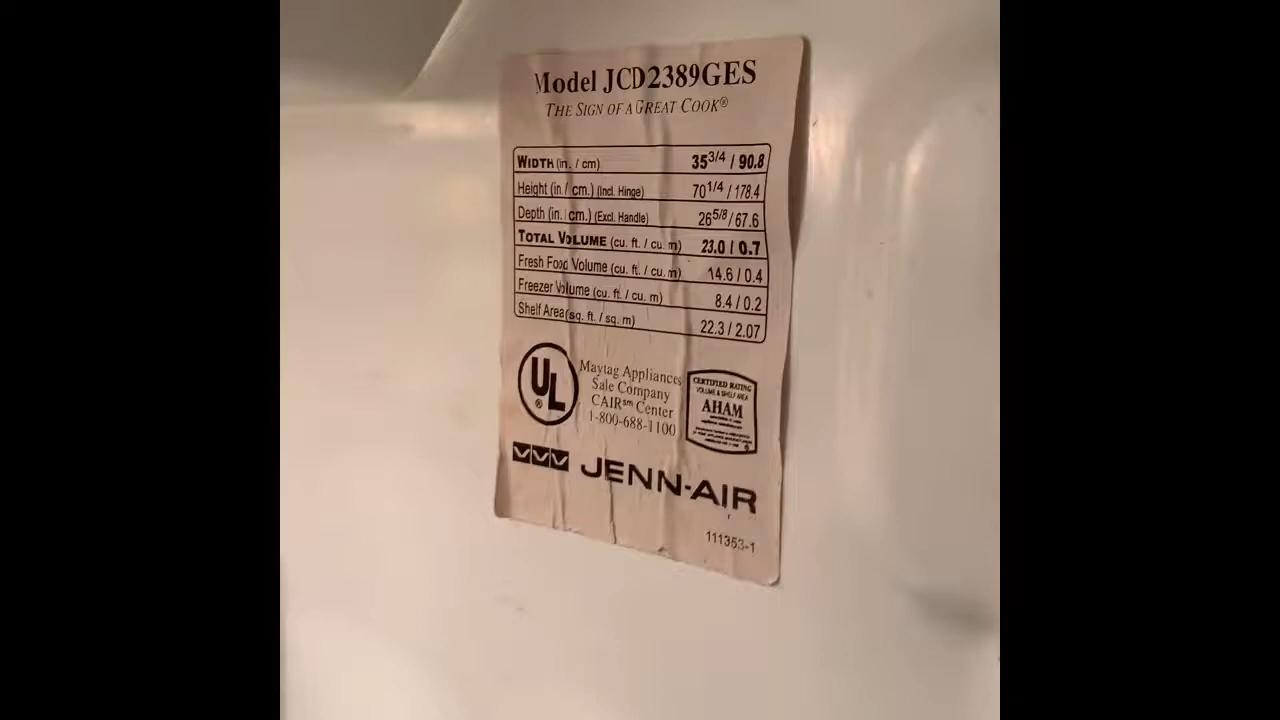 Model JCD2389GES
THE SIGN OF A GREAT COOK®
WIDTH (in. / cm) 35 3/4 / 90.8
Height (in. / cm.) (Incl. Hinge) 70 1/4 / 178.4
Depth (in. / cm.) (Excl. Handle) 26 5/8 / 67.6
TOTAL VOLUME (cu. ft. / cu. m) 23.0 / 0.7
Fresh Food Volume (cu. ft. / cu. m) 14.6 / 0.4
Freezer Volume (cu. ft. / cu. m) 8.4 / 0.2
Shelf Area (sq. ft. / sq. m) 22.3 / 2.07
UL®
Maytag Appliances
Sale Company
CAIR℠ Center
1-800-688-1100
CERTIFIED RATING
VOLUME & SHELF AREA
AHAM
JENN-AIR
111353-1